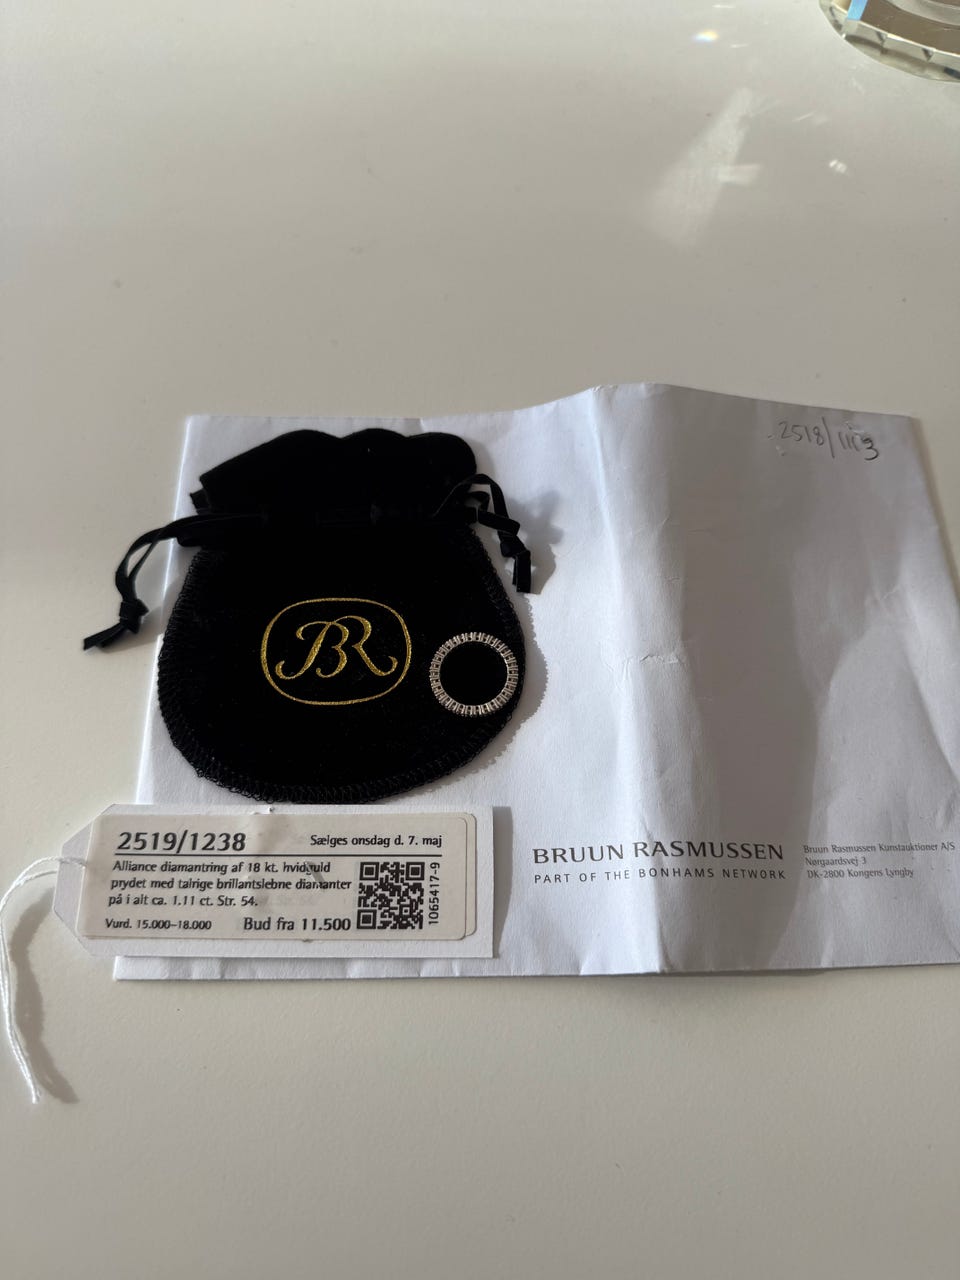 2518/1113
BR
2519/1238 Sælges onsdag d. 7. maj
Alliance diamantring af 18 kt. hvidguld
prydet med talrige brillantslebne diamanter
på i alt ca. 1.11 ct. Str. 54.
Vurd. 15.000–18.000 Bud fra 11.500
1065417-9
BRUUN RASMUSSEN
PART OF THE BONHAMS NETWORK
Bruun Rasmussen Kunstauktioner A/S
Nørgaardsvej 3
DK-2800 Kongens Lyngby